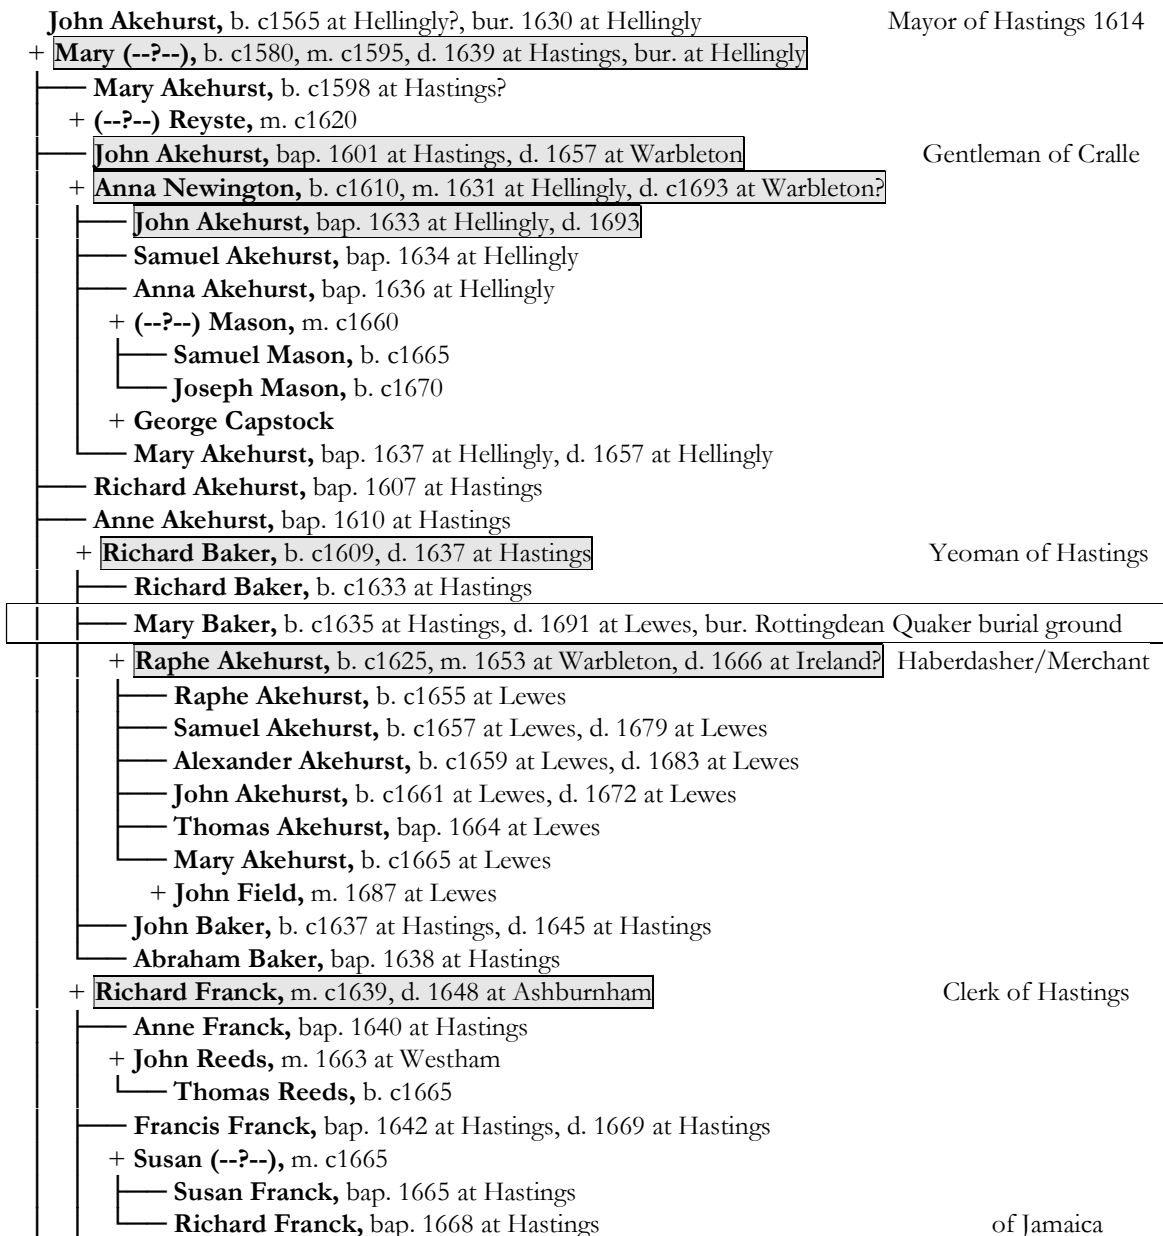 John Akehurst, b. c1565 at Hellingly?, bur. 1630 at Hellingly Mayor of Hastings 1614
+ Mary (--?--), b. c1580, m. c1595, d. 1639 at Hastings, bur. at Hellingly
Mary Akehurst, b. c1598 at Hastings?
+ (--?--) Reyste, m. c1620
John Akehurst, bap. 1601 at Hastings, d. 1657 at Warbleton Gentleman of Cralle
+ Anna Newington, b. c1610, m. 1631 at Hellingly, d. c1693 at Warbleton?
John Akehurst, bap. 1633 at Hellingly, d. 1693
Samuel Akehurst, bap. 1634 at Hellingly
Anna Akehurst, bap. 1636 at Hellingly
+ (--?--) Mason, m. c1660
Samuel Mason, b. c1665
Joseph Mason, b. c1670
+ George Capstock
Mary Akehurst, bap. 1637 at Hellingly, d. 1657 at Hellingly
Richard Akehurst, bap. 1607 at Hastings
Anne Akehurst, bap. 1610 at Hastings
+ Richard Baker, b. c1609, d. 1637 at Hastings Yeoman of Hastings
Richard Baker, b. c1633 at Hastings
Mary Baker, b. c1635 at Hastings, d. 1691 at Lewes, bur. Rottingdean Quaker burial ground
+ Raphe Akehurst, b. c1625, m. 1653 at Warbleton, d. 1666 at Ireland? Haberdasher/Merchant
Raphe Akehurst, b. c1655 at Lewes
Samuel Akehurst, b. c1657 at Lewes, d. 1679 at Lewes
Alexander Akehurst, b. c1659 at Lewes, d. 1683 at Lewes
John Akehurst, b. c1661 at Lewes, d. 1672 at Lewes
Thomas Akehurst, bap. 1664 at Lewes
Mary Akehurst, b. c1665 at Lewes
+ John Field, m. 1687 at Lewes
John Baker, b. c1637 at Hastings, d. 1645 at Hastings
Abraham Baker, bap. 1638 at Hastings
+ Richard Franck, m. c1639, d. 1648 at Ashburnham Clerk of Hastings
Anne Franck, bap. 1640 at Hastings
+ John Reeds, m. 1663 at Westham
Thomas Reeds, b. c1665
Francis Franck, bap. 1642 at Hastings, d. 1669 at Hastings
+ Susan (--?--), m. c1665
Susan Franck, bap. 1665 at Hastings
Richard Franck, bap. 1668 at Hastings of Jamaica